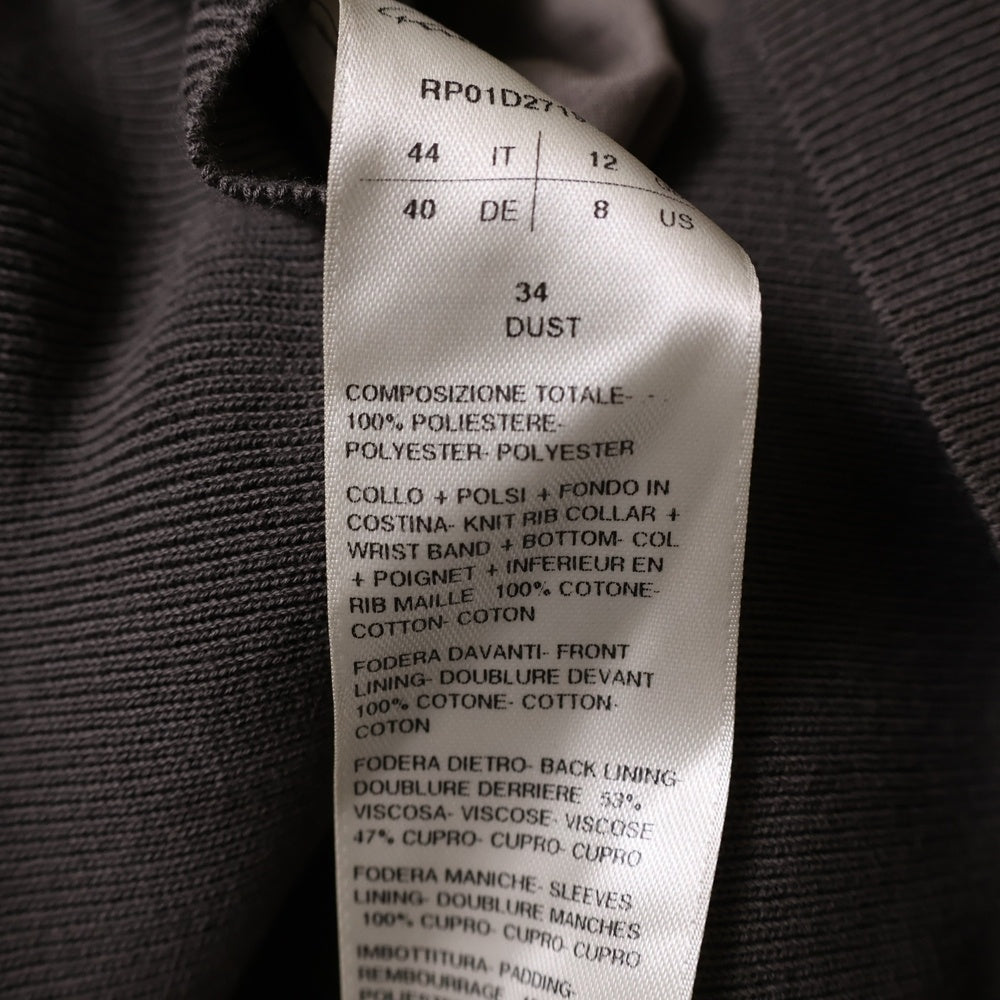 RP01D271
44 IT 12
40 DE 8 US
34
DUST
COMPOSIZIONE TOTALE-
100% POLIESTERE-
POLYESTER- POLYESTER
COLLO + POLSI + FONDO IN
COSTINA- KNIT RIB COLLAR +
WRIST BAND + BOTTOM- COL
+ POIGNET + INFERIEUR EN
RIB MAILLE 100% COTONE-
COTTON- COTON
FODERA DAVANTI- FRONT
LINING- DOUBLURE DEVANT
100% COTONE- COTTON-
COTON
FODERA DIETRO- BACK LINING
DOUBLURE DERRIERE 53%
VISCOSA- VISCOSE- VISCOSE
47% CUPRO- CUPRO- CUPRO
FODERA MANICHE- SLEEVES
LINING- DOUBLURE MANCHES
100% CUPRO- CUPRO- CUPRO
IMBOTTITURA- PADDING-
REMBOURRAGE